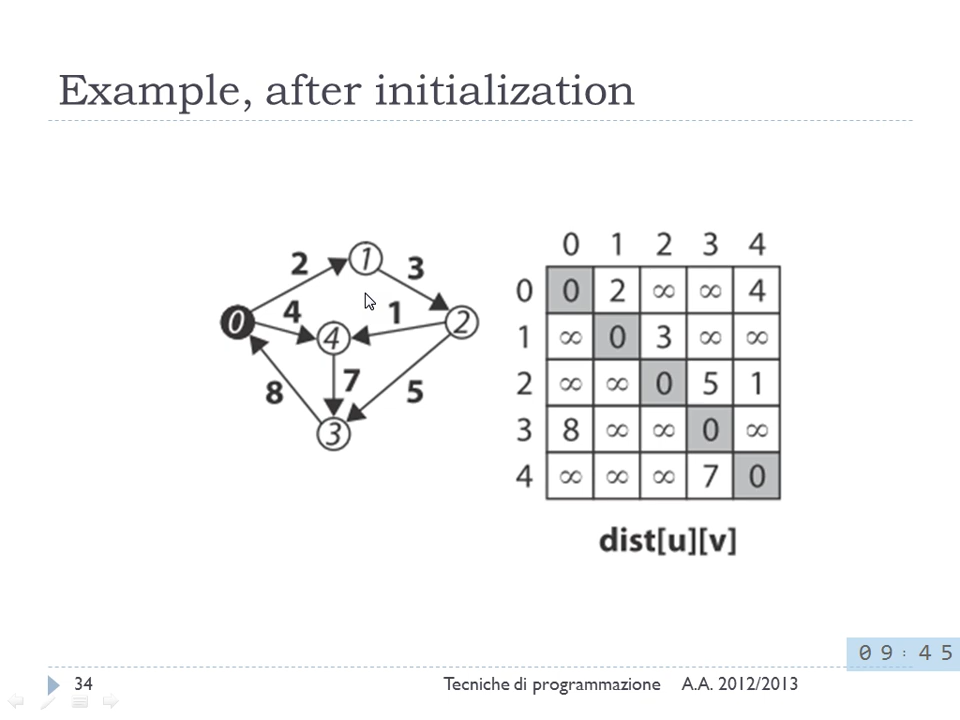 Example, after initialization
2
1
3
0
4
4
1
2
8
7
5
3
0 1 2 3 4
0 0 2 ∞ ∞ 4
1 ∞ 0 3 ∞ ∞
2 ∞ ∞ 0 5 1
3 8 ∞ ∞ 0 ∞
4 ∞ ∞ ∞ 7 0
dist[u][v]
09:45
34 Tecniche di programmazione A.A. 2012/2013